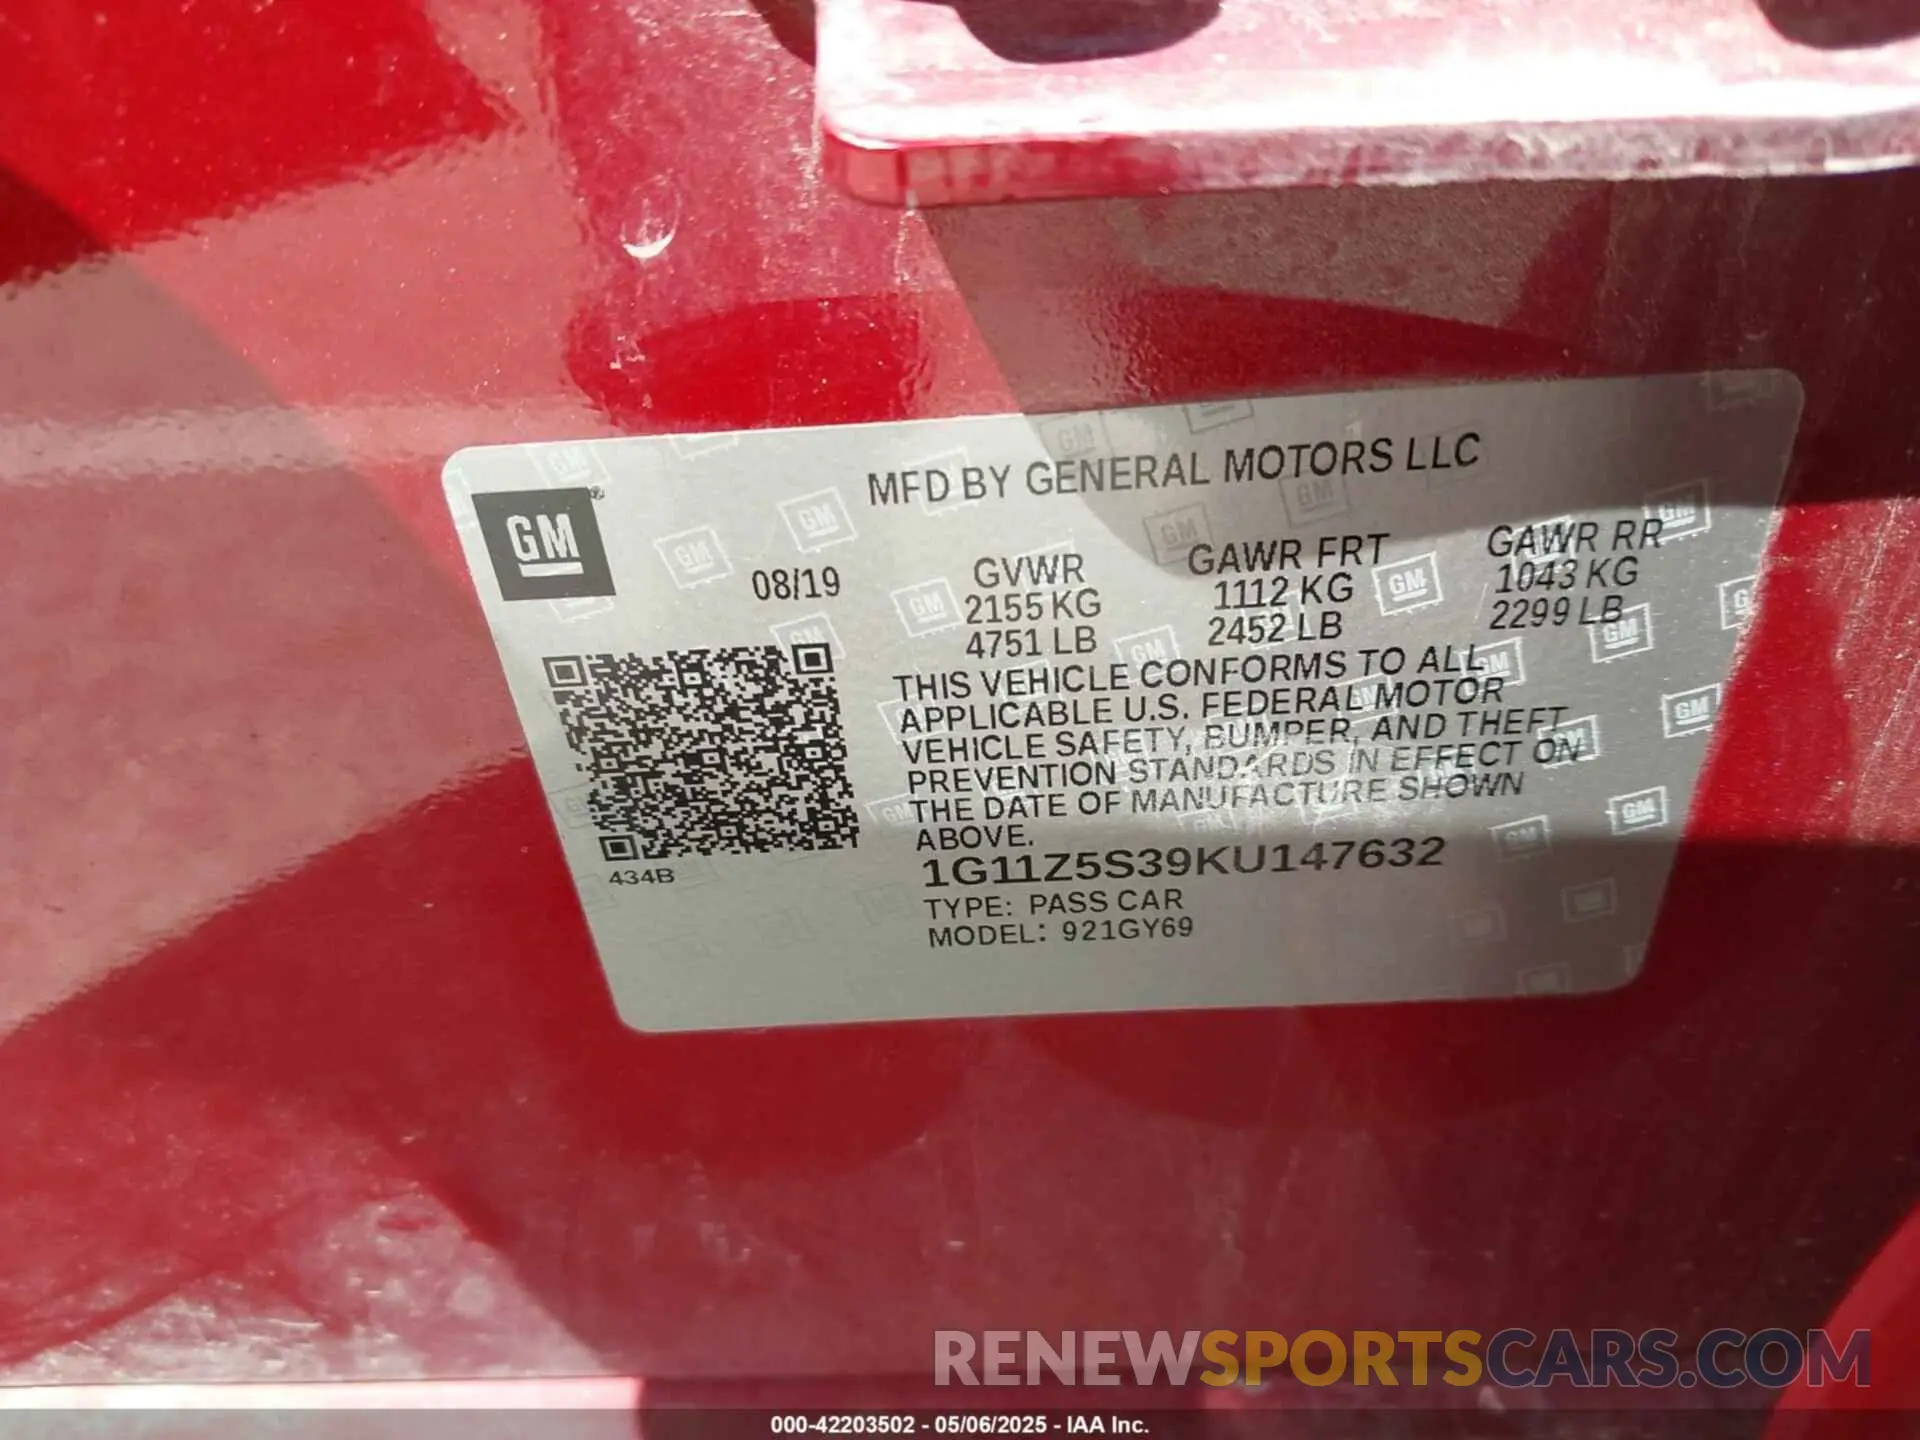 MFD BY GENERAL MOTORS LLC
GM®
08/19
GVWR GAWR FRT GAWR RR
2155 KG 1112 KG 1043 KG
4751 LB 2452 LB 2299 LB
THIS VEHICLE CONFORMS TO ALL
APPLICABLE U.S. FEDERAL MOTOR
VEHICLE SAFETY, BUMPER, AND THEFT
PREVENTION STANDARDS IN EFFECT ON
THE DATE OF MANUFACTURE SHOWN
ABOVE.
434B
1G11Z5S39KU147632
TYPE: PASS CAR
MODEL: 921GY69
RENEWSPORTSCARS.COM
000-42203502 - 05/06/2025 - IAA Inc.